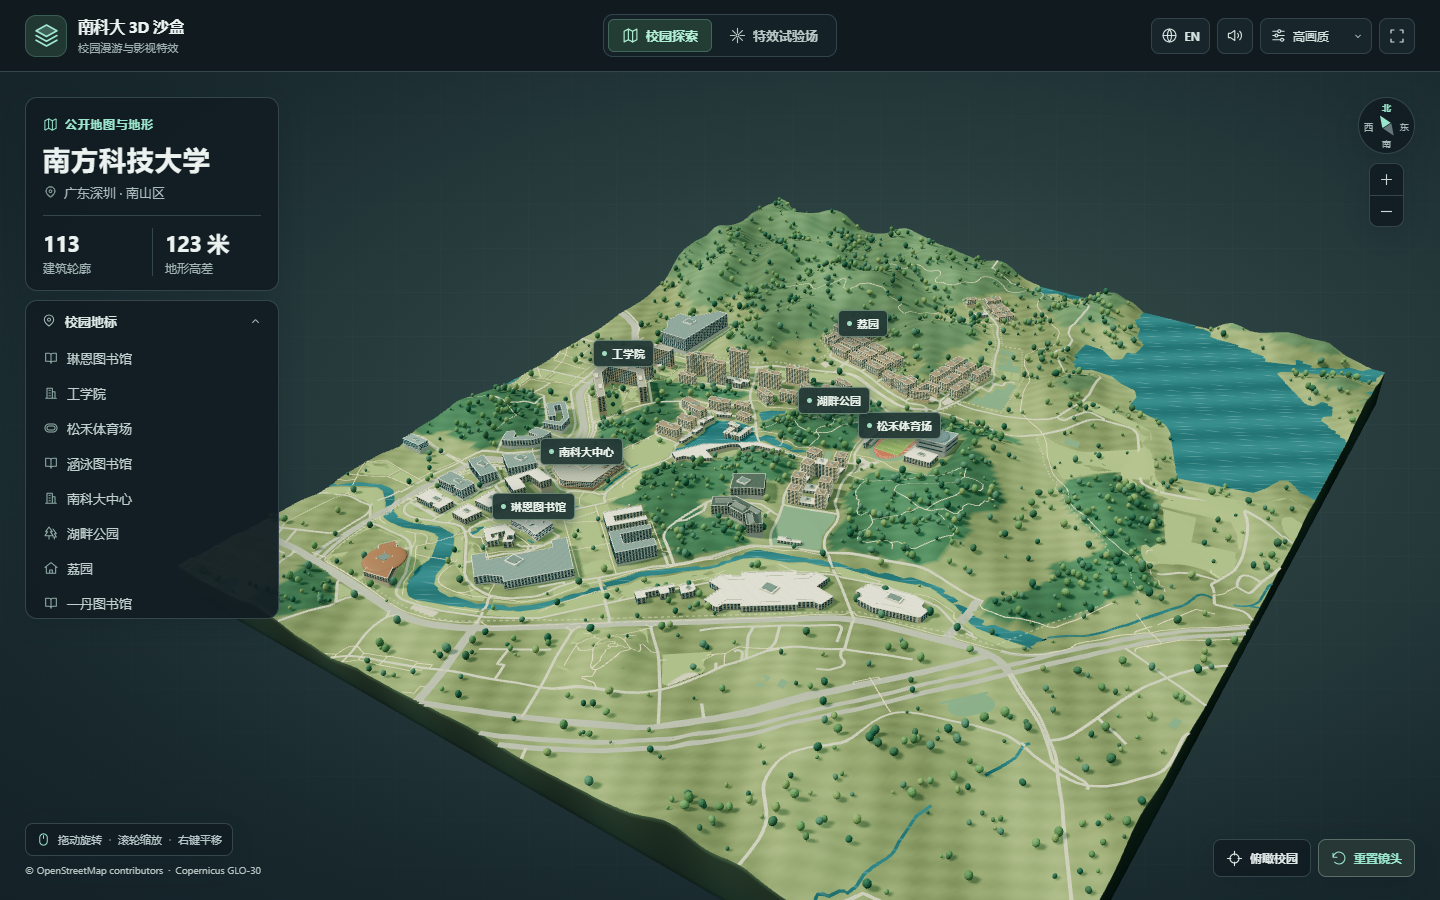 南科大 3D 沙盒
校园漫游与影视特效
校园探索
特效试验场
EN
高画质
公开地图与地形
南方科技大学
广东深圳 · 南山区
113
建筑轮廓
123 米
地形高差
校园地标
琳恩图书馆
工学院
松禾体育场
涵泳图书馆
南科大中心
湖畔公园
荔园
一丹图书馆
北
西
东
南
荔园
工学院
湖畔公园
松禾体育场
南科大中心
琳恩图书馆
拖动旋转 · 滚轮缩放 · 右键平移
© OpenStreetMap contributors · Copernicus GLO-30
俯瞰校园
重置镜头